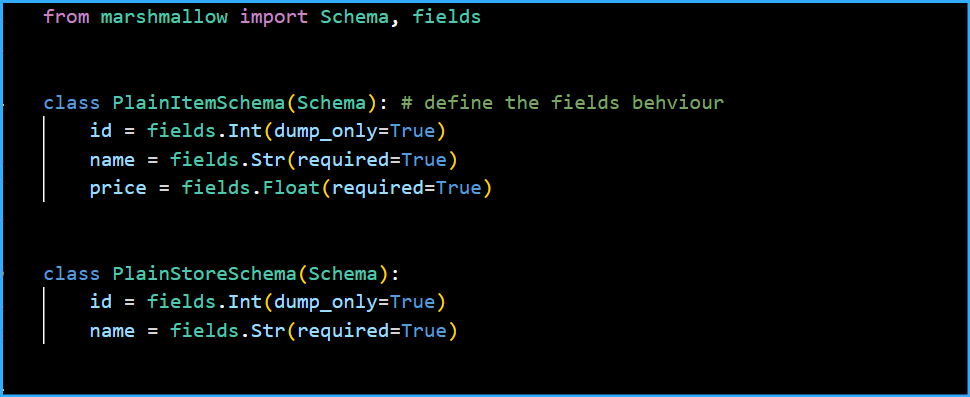 from marshmallow import Schema, fields
class PlainItemSchema(Schema): # define the fields behviour
    id = fields.Int(dump_only=True)
    name = fields.Str(required=True)
    price = fields.Float(required=True)
class PlainStoreSchema(Schema):
    id = fields.Int(dump_only=True)
    name = fields.Str(required=True)